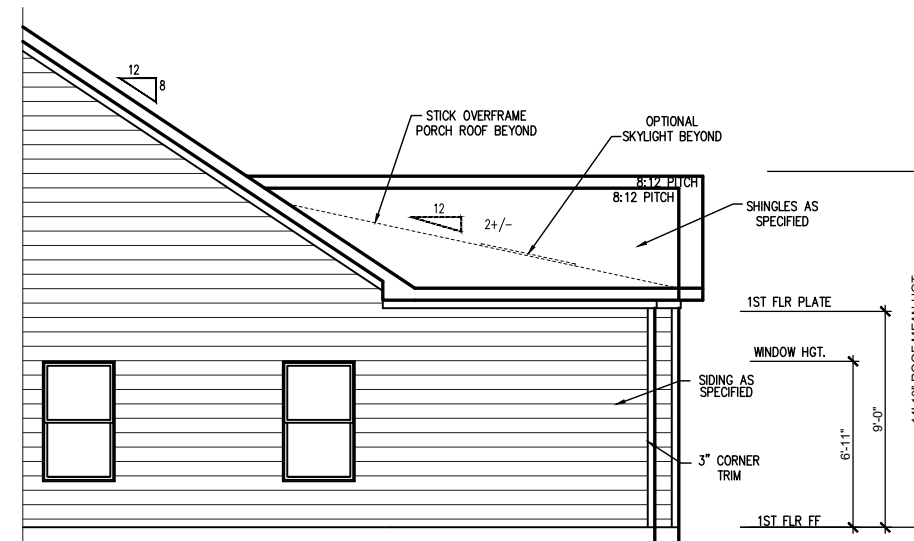 12
8
STICK OVERFRAME
PORCH ROOF BEYOND
OPTIONAL
SKYLIGHT BEYOND
8:12 PITCH
8:12 PITCH
12
2+/-
SHINGLES AS
SPECIFIED
1ST FLR PLATE
WINDOW HGT.
SIDING AS
SPECIFIED
6'-11"
9'-0"
3" CORNER
TRIM
1ST FLR FF